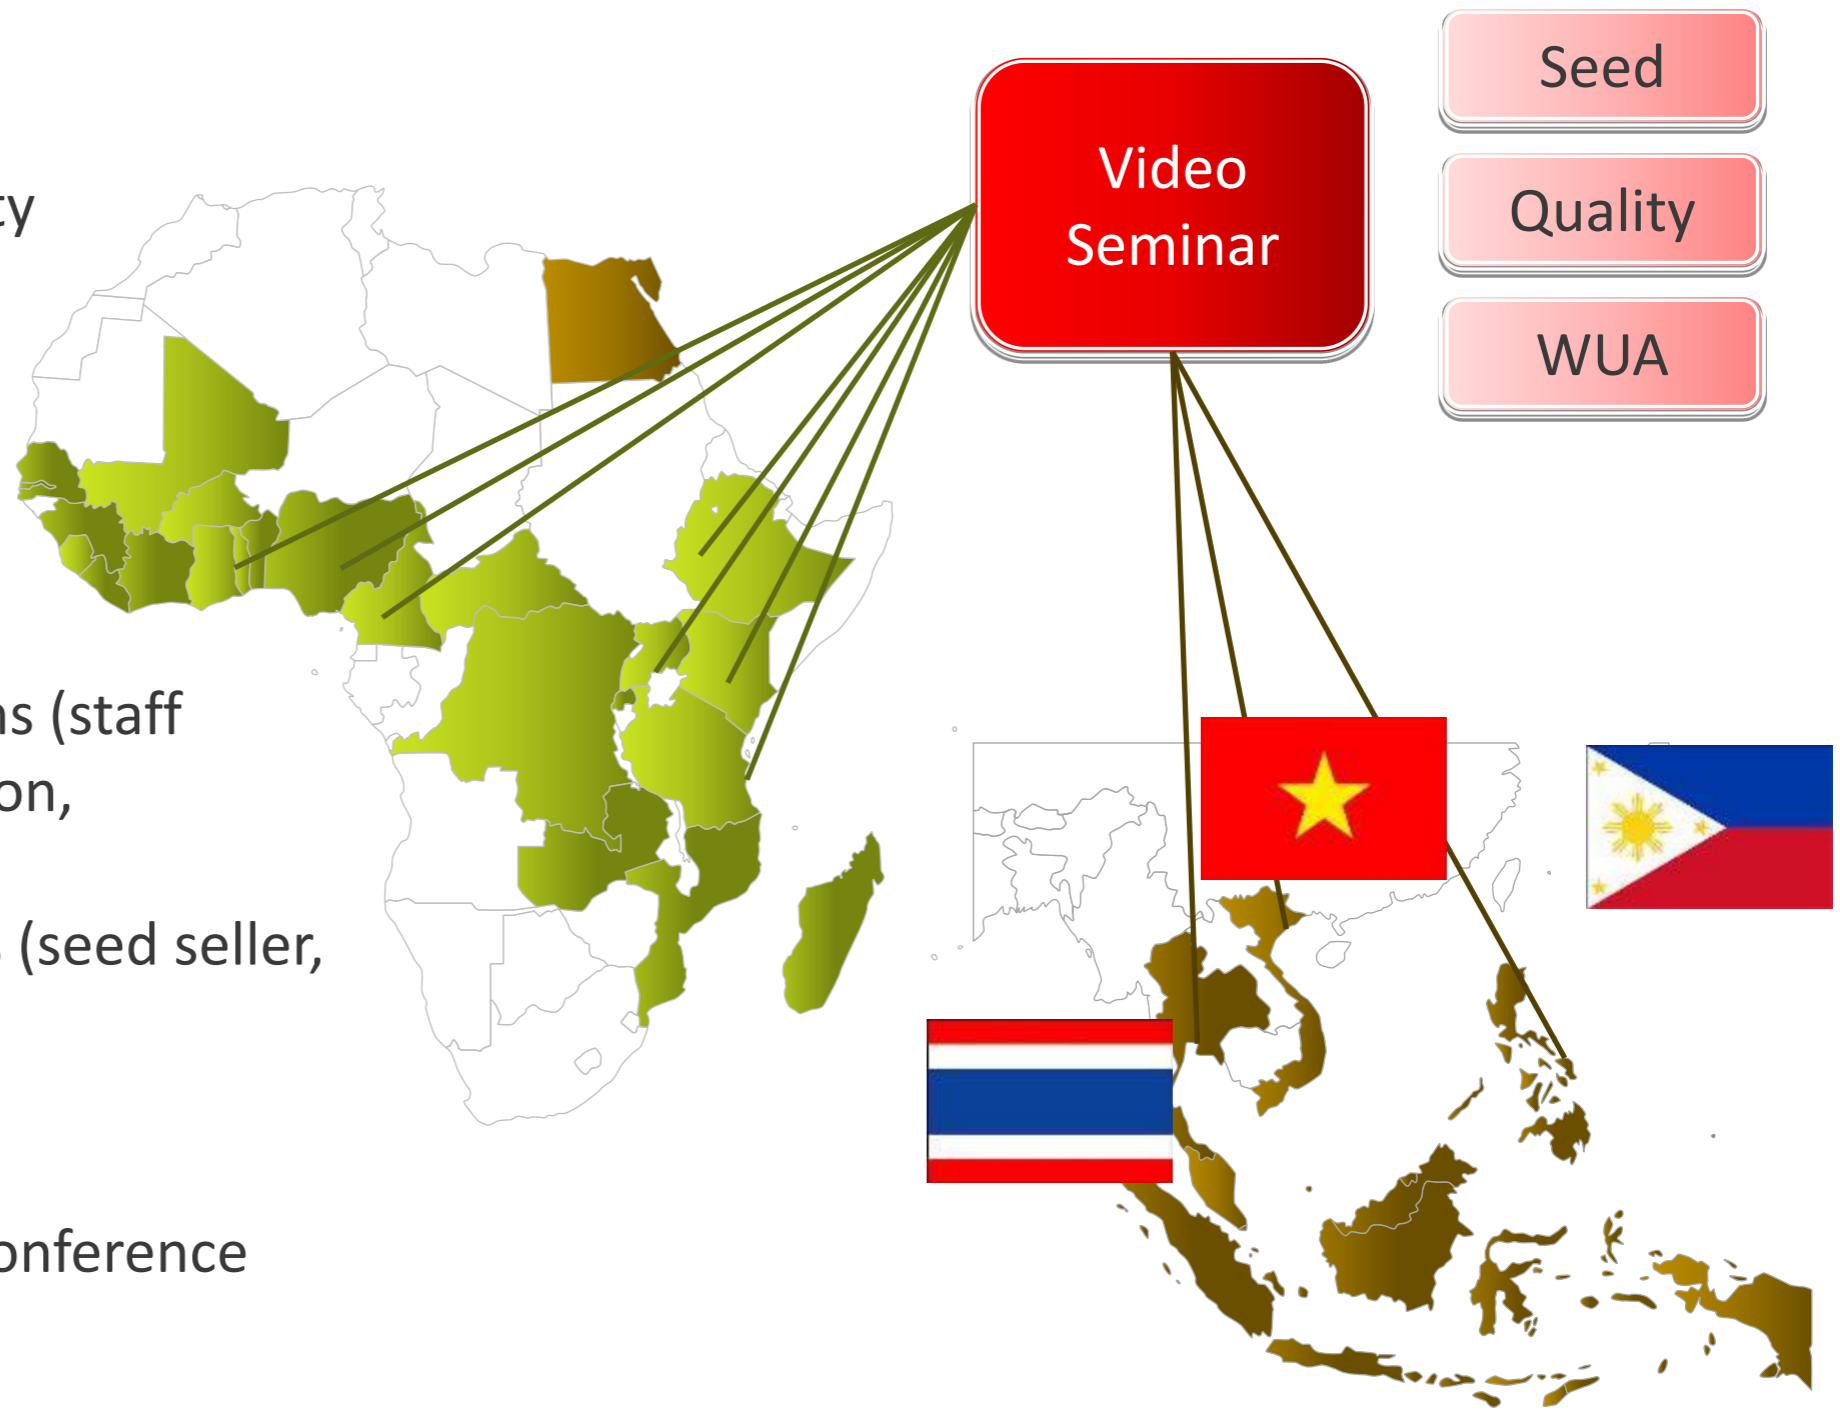 Seed
Video
Seminar
Quality
ty
WUA
ns (staff
on,
s (seed seller,
onference